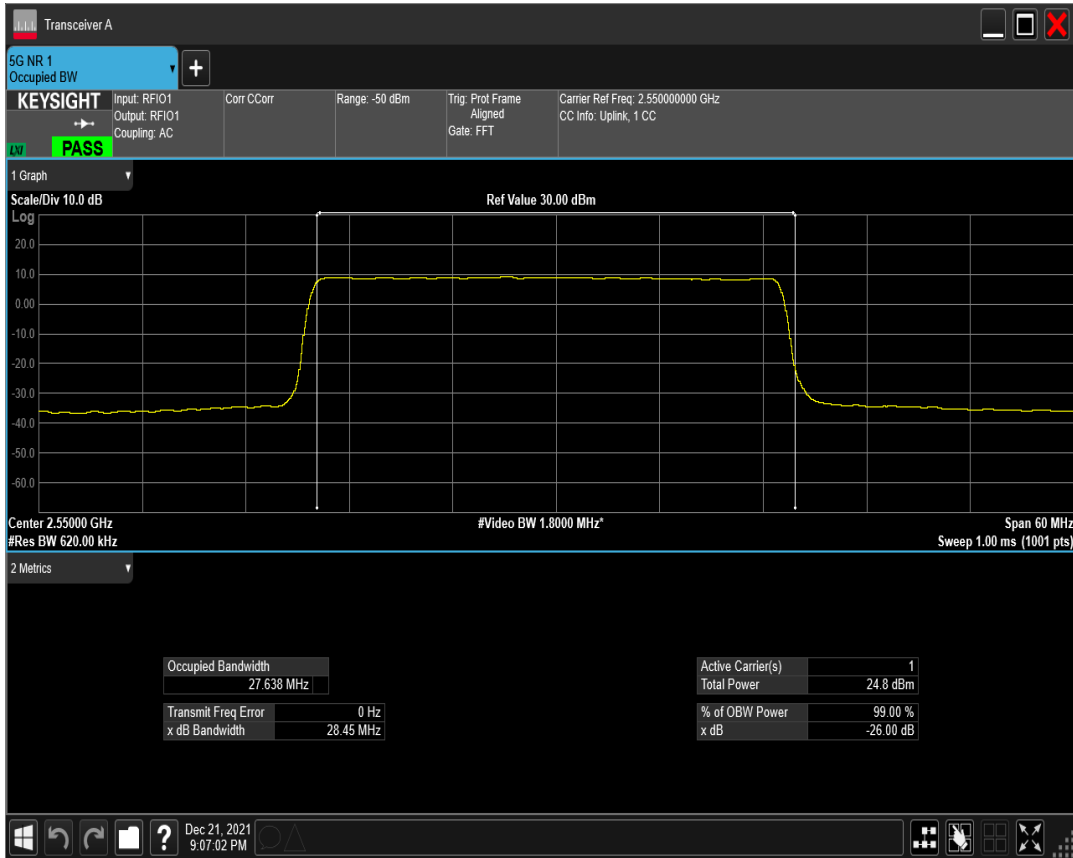 Transceiver A
5G NR 1
Occupied BW
KEYSIGHT
LXI
PASS
Input: RFIO1
Output: RFIO1
Coupling: AC
Corr CCorr
Range: -50 dBm
Trig: Prot Frame
Aligned
Gate: FFT
Carrier Ref Freq: 2.550000000 GHz
CC Info: Uplink, 1 CC
1 Graph
Scale/Div 10.0 dB
Ref Value 30.00 dBm
Log
20.0
10.0
0.00
-10.0
-20.0
-30.0
-40.0
-50.0
-60.0
Center 2.55000 GHz
#Video BW 1.8000 MHz*
Span 60 MHz
#Res BW 620.00 kHz
Sweep 1.00 ms (1001 pts)
2 Metrics
Occupied Bandwidth
27.638 MHz
Transmit Freq Error 0 Hz
x dB Bandwidth 28.45 MHz
Active Carrier(s) 1
Total Power 24.8 dBm
% of OBW Power 99.00 %
x dB -26.00 dB
?
Dec 21, 2021
9:07:02 PM